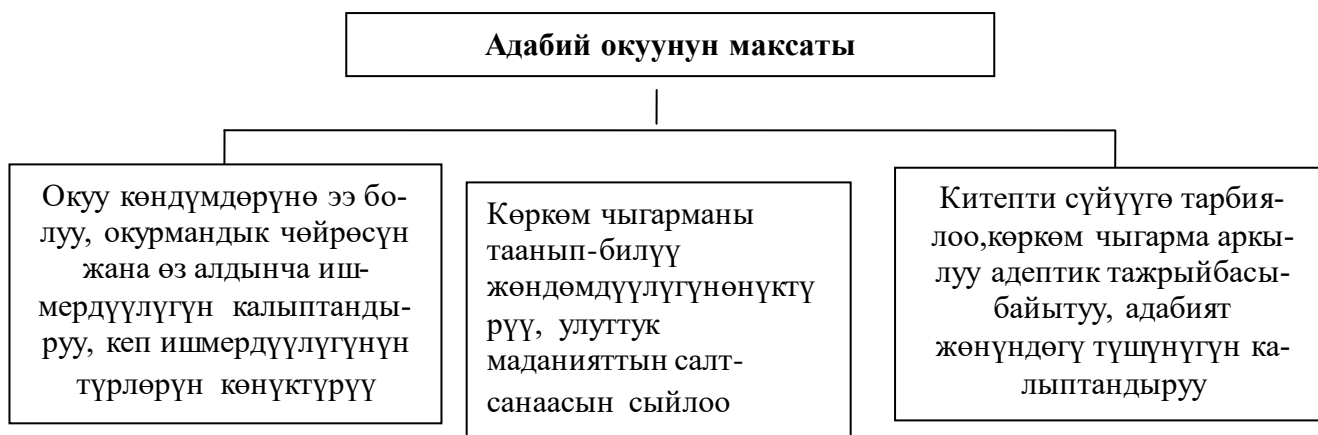 Адабий окуунун максаты
Окуу көндүмдөрүнө ээ бо-
луу, окурмандык чөйрөсүн
жана өз алдынча иш-
мердүүлүгүн калыптанды-
руу, кеп ишмердүүлүгүнүн
түрлөрүн көнүктүрүү
Көркөм чыгарманы
таанып-билүү
жөндөмдүүлүгүнөнүктү
рүү, улуттук
маданияттын салт-
санаасын сыйлоо
Китепти сүйүүгө тарбия-
лоо,көркөм чыгарма аркы-
луу адептик тажрыйбасы-
байытуу, адабият
жөнүндөгү түшүнүгүн ка-
лыптандыруу